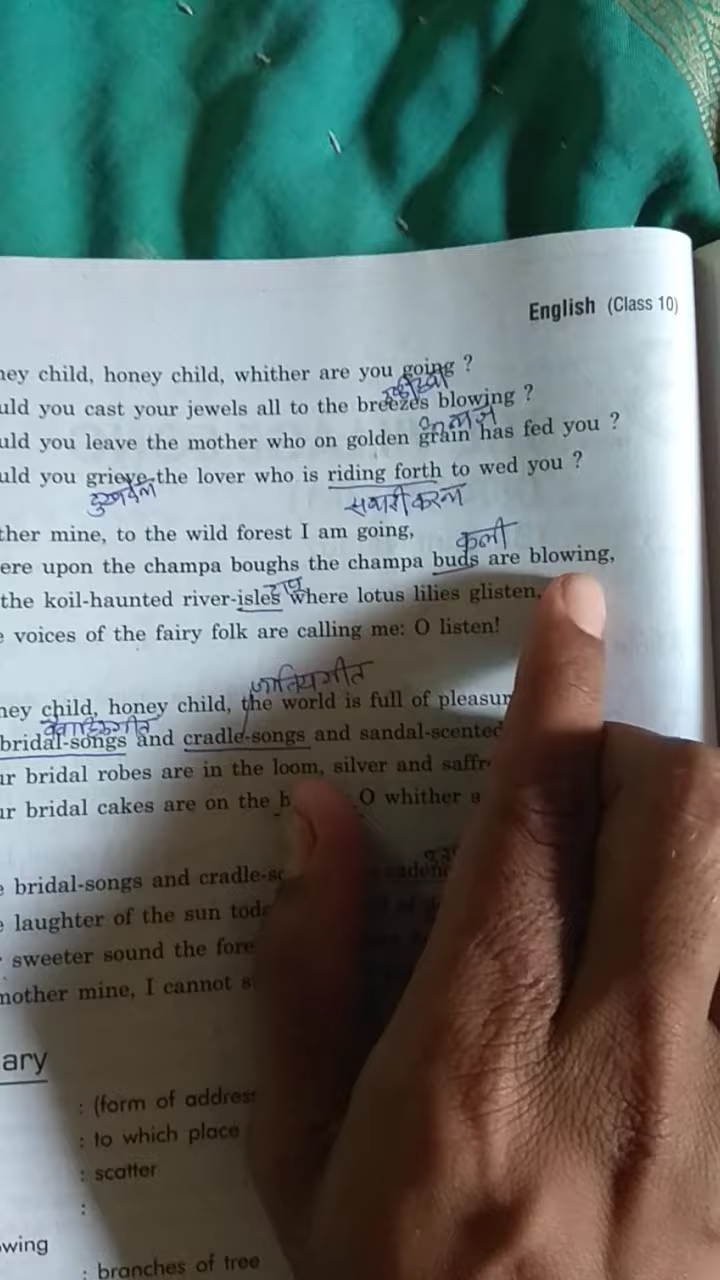 English (Class 10)
ney child, honey child, whither are you going ?
uld you cast your jewels all to the breezes blowing ?
uld you leave the mother who on golden grain has fed you ?
uld you grieve the lover who is riding forth to wed you ?
सवारी करना
ther mine, to the wild forest I am going,
कली
ere upon the champa boughs the champa buds are blowing,
the koil-haunted river-isles where lotus lilies glisten,
e voices of the fairy folk are calling me: O listen!
ney child, honey child, the world is full of pleasur
bridal-songs and cradle-songs and sandal-scented
ur bridal robes are in the loom, silver and saffr
ur bridal cakes are on the h O whither a
e bridal-songs and cradle-so
e laughter of the sun toda
sweeter sound the fore
mother mine, I cannot s
ary
: (form of address
: to which place
: scatter
:
wing
: branches of tree